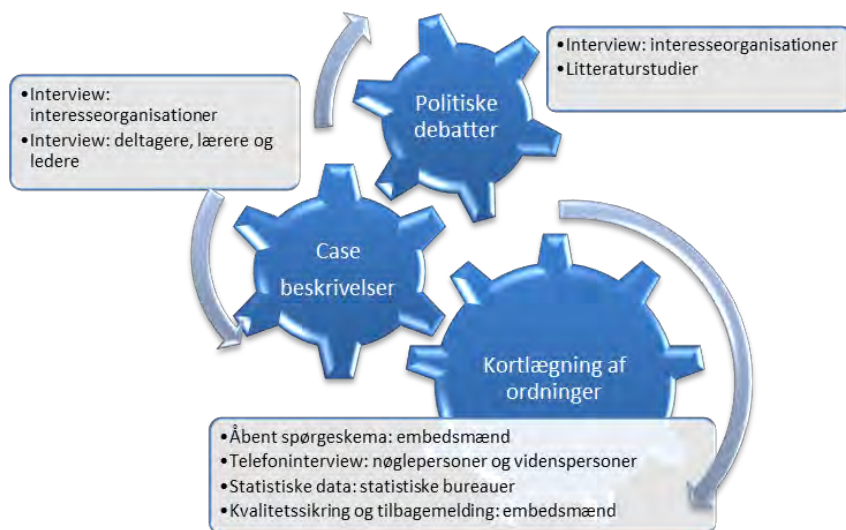 •Interview: interesseorganisationer
•Litteraturstudier
Politiske
debatter
•Interview:
interesseorganisationer
•Interview: deltagere, lærere og
ledere
Case
beskrivelser
Kortlægning af
ordninger
•Åbent spørgeskema: embedsmænd
•Telefoninterview: nøglepersoner og videnspersoner
•Statistiske data: statistiske bureauer
•Kvalitetssikring og tilbagemelding: embedsmænd